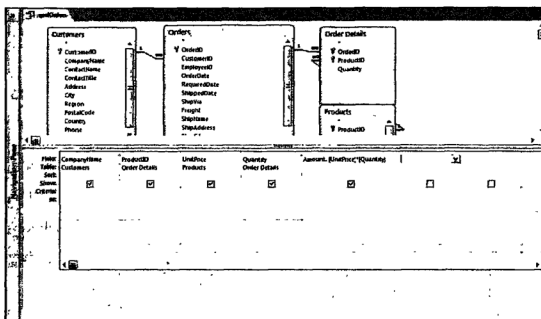 Customers
CustomerID
CompanyName
ContactName
ContactTitle
Address
City
Region
PostalCode
Country
Phone
Orders
OrderID
CustomerID
EmployeeID
OrderDate
RequiredDate
ShippedDate
ShipVia
Freight
ShipName
ShipAddress
Order Details
OrderID
ProductID
Quantity
Products
ProductID
Field: CompanyName ProductID UnitPrice Quantity Amount: [UnitPrice]*[Quantity]
Table: Customers Order Details Products Order Details
Sort:
Show:
Criteria:
or:
Navigation Pane